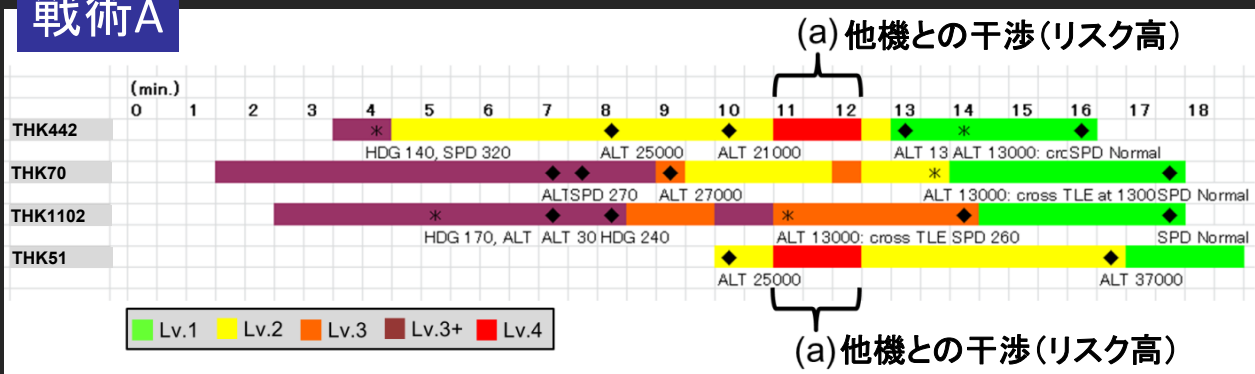 戦術A
(a) 他機との干渉(リスク高)
(min.)
0 1 2 3 4 5 6 7 8 9 10 11 12 13 14 15 16 17 18
THK442
HDG 140, SPD 320 ALT 25000 ALT 21000 ALT 13 ALT 13000: crcSPD Normal
THK70
ALTSPD 270 ALT 27000 ALT 13000: cross TLE at 1300SPD Normal
THK1102
HDG 170, ALT ALT 30 HDG 240 ALT 13000: cross TLE SPD 260 SPD Normal
THK51
ALT 25000 ALT 37000
Lv.1 Lv.2 Lv.3 Lv.3+ Lv.4
(a)他機との干渉(リスク高)